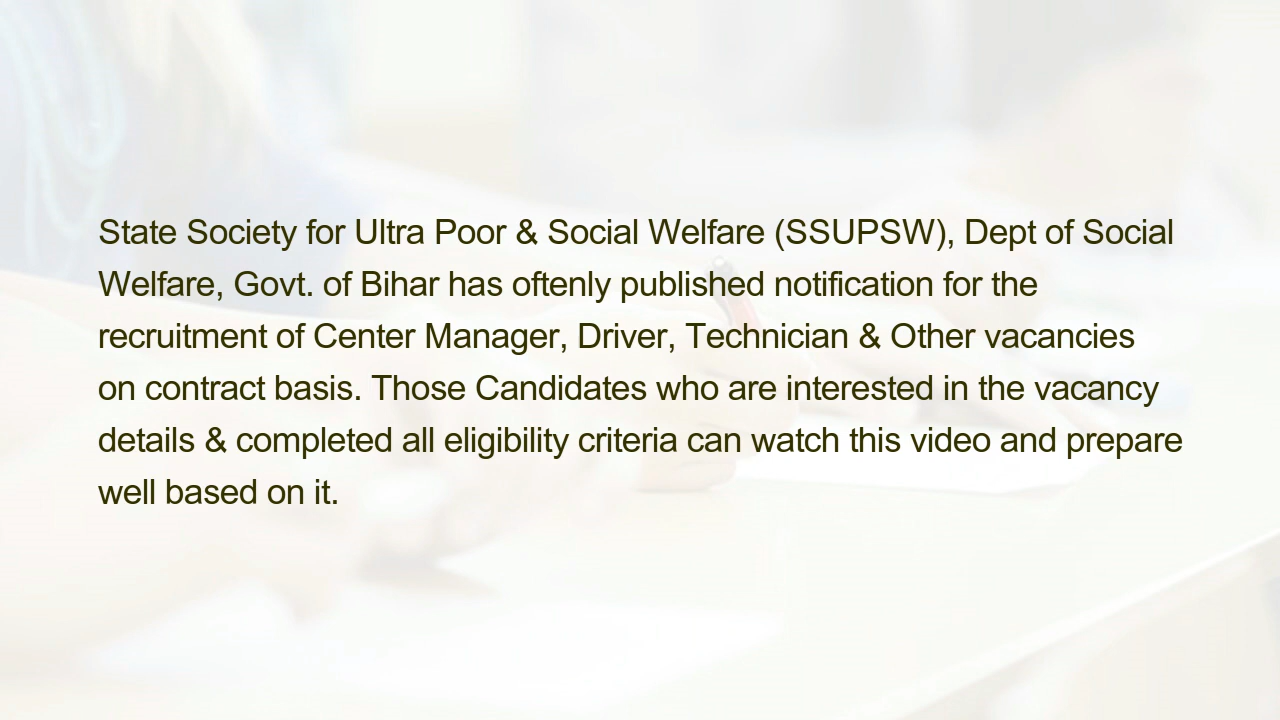 State Society for Ultra Poor & Social Welfare (SSUPSW), Dept of Social
Welfare, Govt. of Bihar has oftenly published notification for the
recruitment of Center Manager, Driver, Technician & Other vacancies
on contract basis. Those Candidates who are interested in the vacancy
details & completed all eligibility criteria can watch this video and prepare
well based on it.